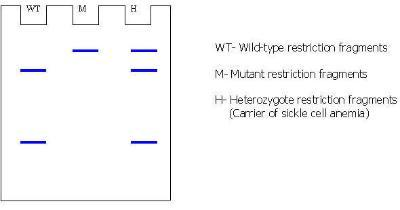 WT M H
WT- Wild-type restriction fragments
M- Mutant restriction fragments
H- Heterozygote restriction fragments
(Carrier of sickle cell anemia)